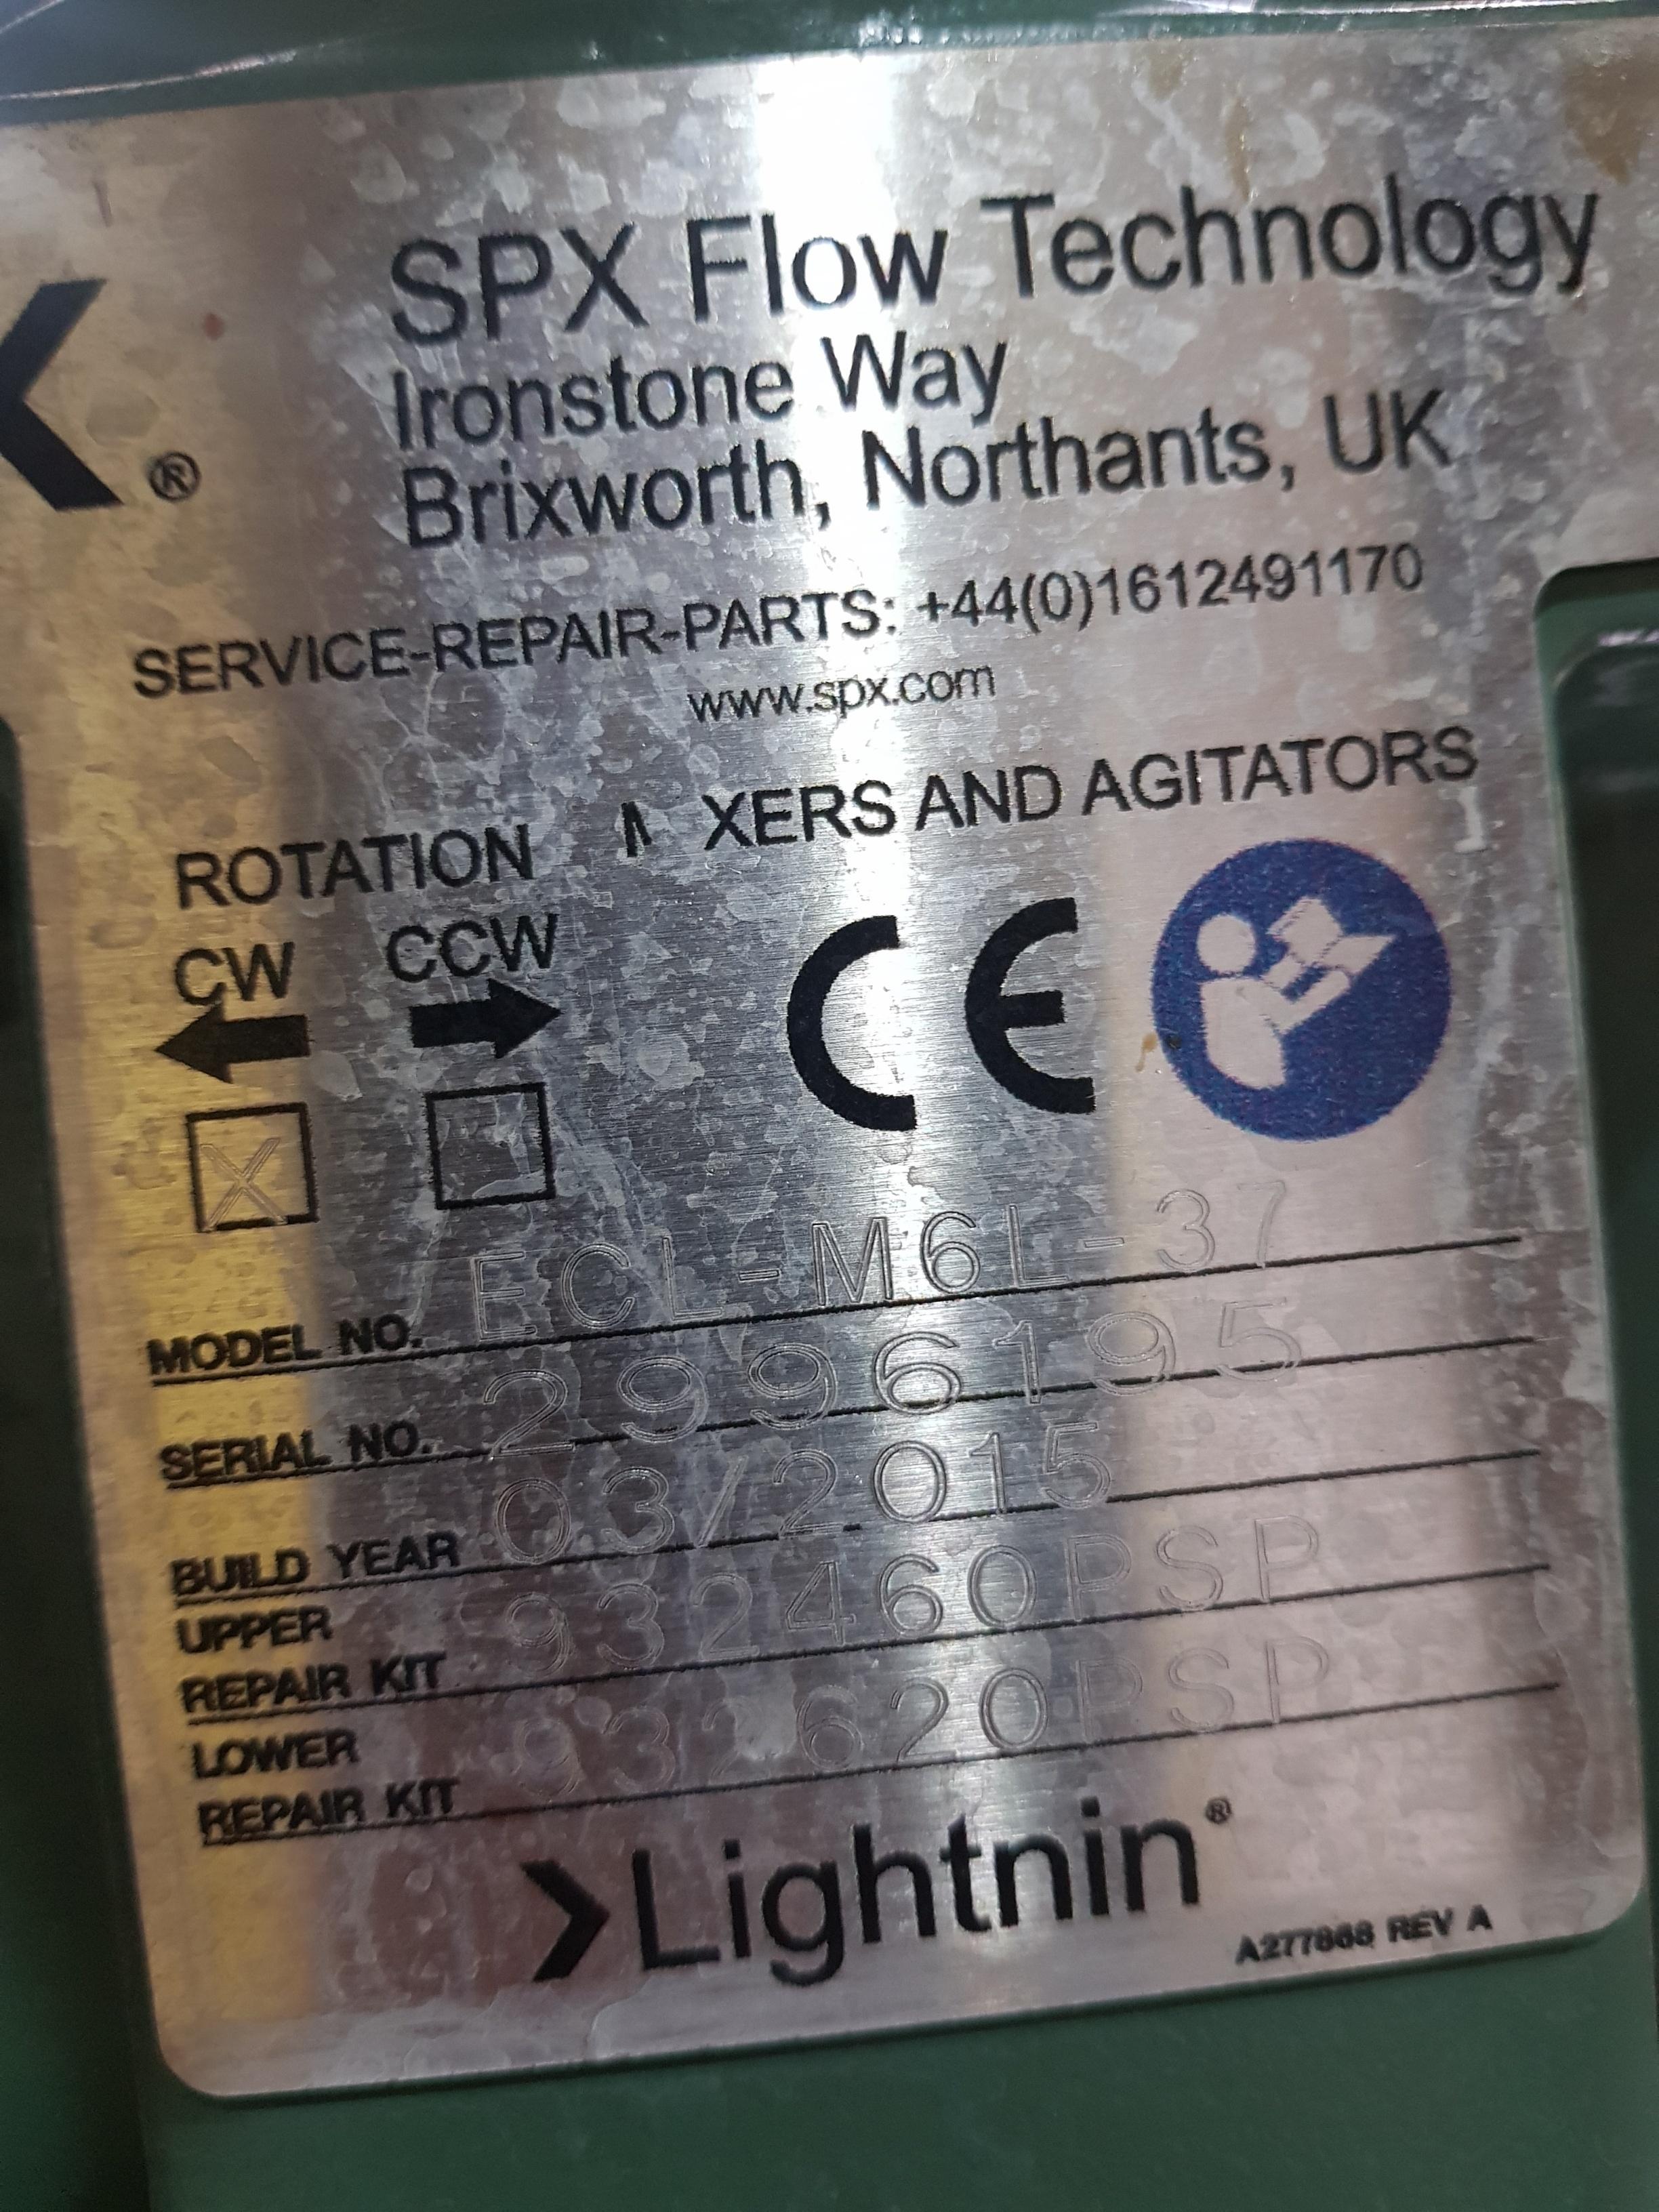 ®
SPX Flow Technology
Ironstone Way
Brixworth, Northants, UK
SERVICE-REPAIR-PARTS: +44(0)1612491170
www.spx.com
M XERS AND AGITATORS
ROTATION
CW CCW
CE
X
MODEL NO. ECL-M6L-37
SERIAL NO. 2996195
BUILD YEAR 03/2015
UPPER
REPAIR KIT 932460PSP
LOWER
REPAIR KIT 932620PSP
Lightnin®
A277868 REV A